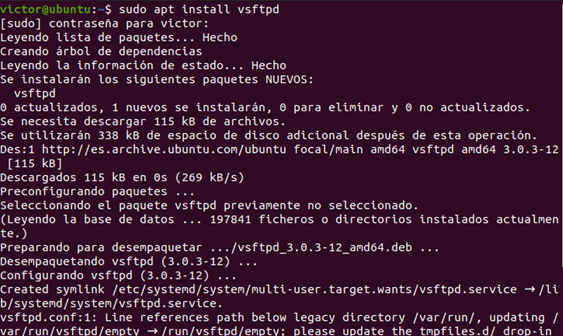 victor@ubuntu:~$ sudo apt install vsftpd
[sudo] contraseña para victor:
Leyendo lista de paquetes... Hecho
Creando árbol de dependencias
Leyendo la información de estado... Hecho
Se instalarán los siguientes paquetes NUEVOS:
  vsftpd
0 actualizados, 1 nuevos se instalarán, 0 para eliminar y 0 no actualizados.
Se necesita descargar 115 kB de archivos.
Se utilizarán 338 kB de espacio de disco adicional después de esta operación.
Des:1 http://es.archive.ubuntu.com/ubuntu focal/main amd64 vsftpd amd64 3.0.3-12
 [115 kB]
Descargados 115 kB en 0s (269 kB/s)
Preconfigurando paquetes ...
Seleccionando el paquete vsftpd previamente no seleccionado.
(Leyendo la base de datos ... 197841 ficheros o directorios instalados actualmen
te.)
Preparando para desempaquetar .../vsftpd_3.0.3-12_amd64.deb ...
Desempaquetando vsftpd (3.0.3-12) ...
Configurando vsftpd (3.0.3-12) ...
Created symlink /etc/systemd/system/multi-user.target.wants/vsftpd.service → /li
b/systemd/system/vsftpd.service.
vsftpd.conf:1: Line references path below legacy directory /var/run/, updating /
var/run/vsftpd/empty → /run/vsftpd/empty; please update the tmpfiles.d/ drop-in